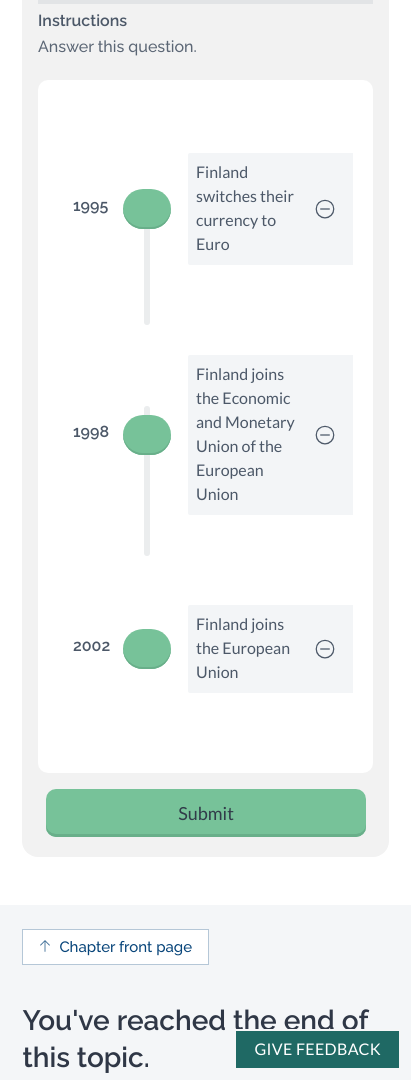 Instructions
Answer this question.
1995
Finland
switches their
currency to
Euro
1998
Finland joins
the Economic
and Monetary
Union of the
European
Union
2002
Finland joins
the European
Union
Submit
↑ Chapter front page
You've reached the end of
this topic.
GIVE FEEDBACK